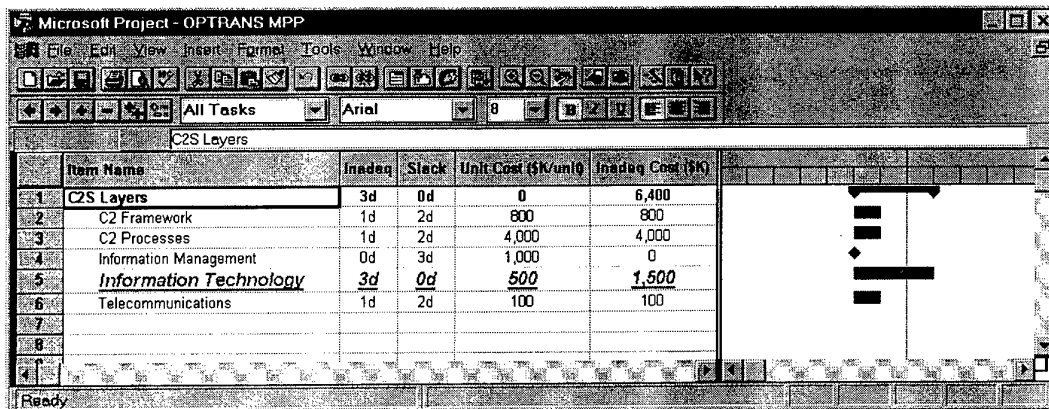 Microsoft Project - OPTRANS MPP
File Edit View Insert Format Tools Window Help
All Tasks Arial 8
C2S Layers
Item Name Inadeq Slack Unit Cost ($K/unit) Inadeq Cost ($K)
1 C2S Layers 3d 0d 0 6,400
2 C2 Framework 1d 2d 800 800
3 C2 Processes 1d 2d 4,000 4,000
4 Information Management 0d 3d 1,000 0
5 Information Technology 3d 0d 500 1,500
6 Telecommunications 1d 2d 100 100
7
8
Ready